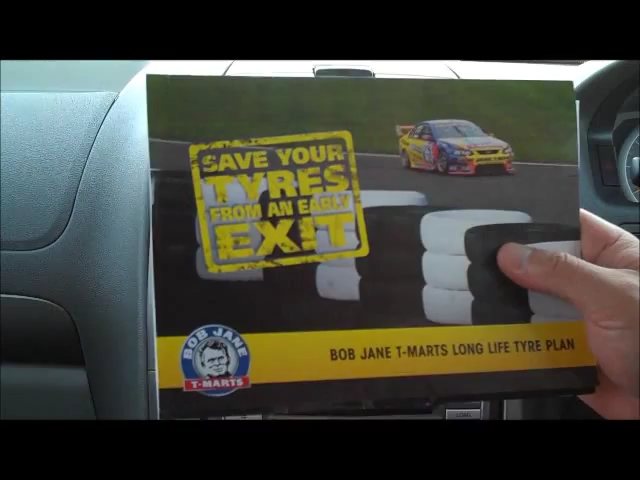 SAVE YOUR
TYRES
FROM AN EARLY
EXIT
BOB JANE
T-MARTS
BOB JANE T-MARTS LONG LIFE TYRE PLAN